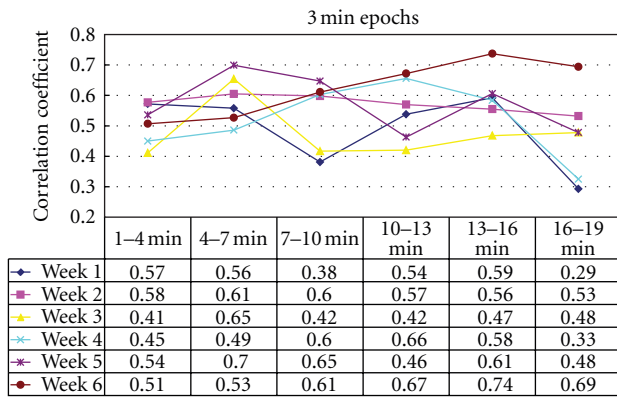 3 min epochs
Correlation coefficient
0.8
0.7
0.6
0.5
0.4
0.3
0.2
1–4 min 4–7 min 7–10 min 10–13 min 13–16 min 16–19 min
Week 1 0.57 0.56 0.38 0.54 0.59 0.29
Week 2 0.58 0.61 0.6 0.57 0.56 0.53
Week 3 0.41 0.65 0.42 0.42 0.47 0.48
Week 4 0.45 0.49 0.6 0.66 0.58 0.33
Week 5 0.54 0.7 0.65 0.46 0.61 0.48
Week 6 0.51 0.53 0.61 0.67 0.74 0.69